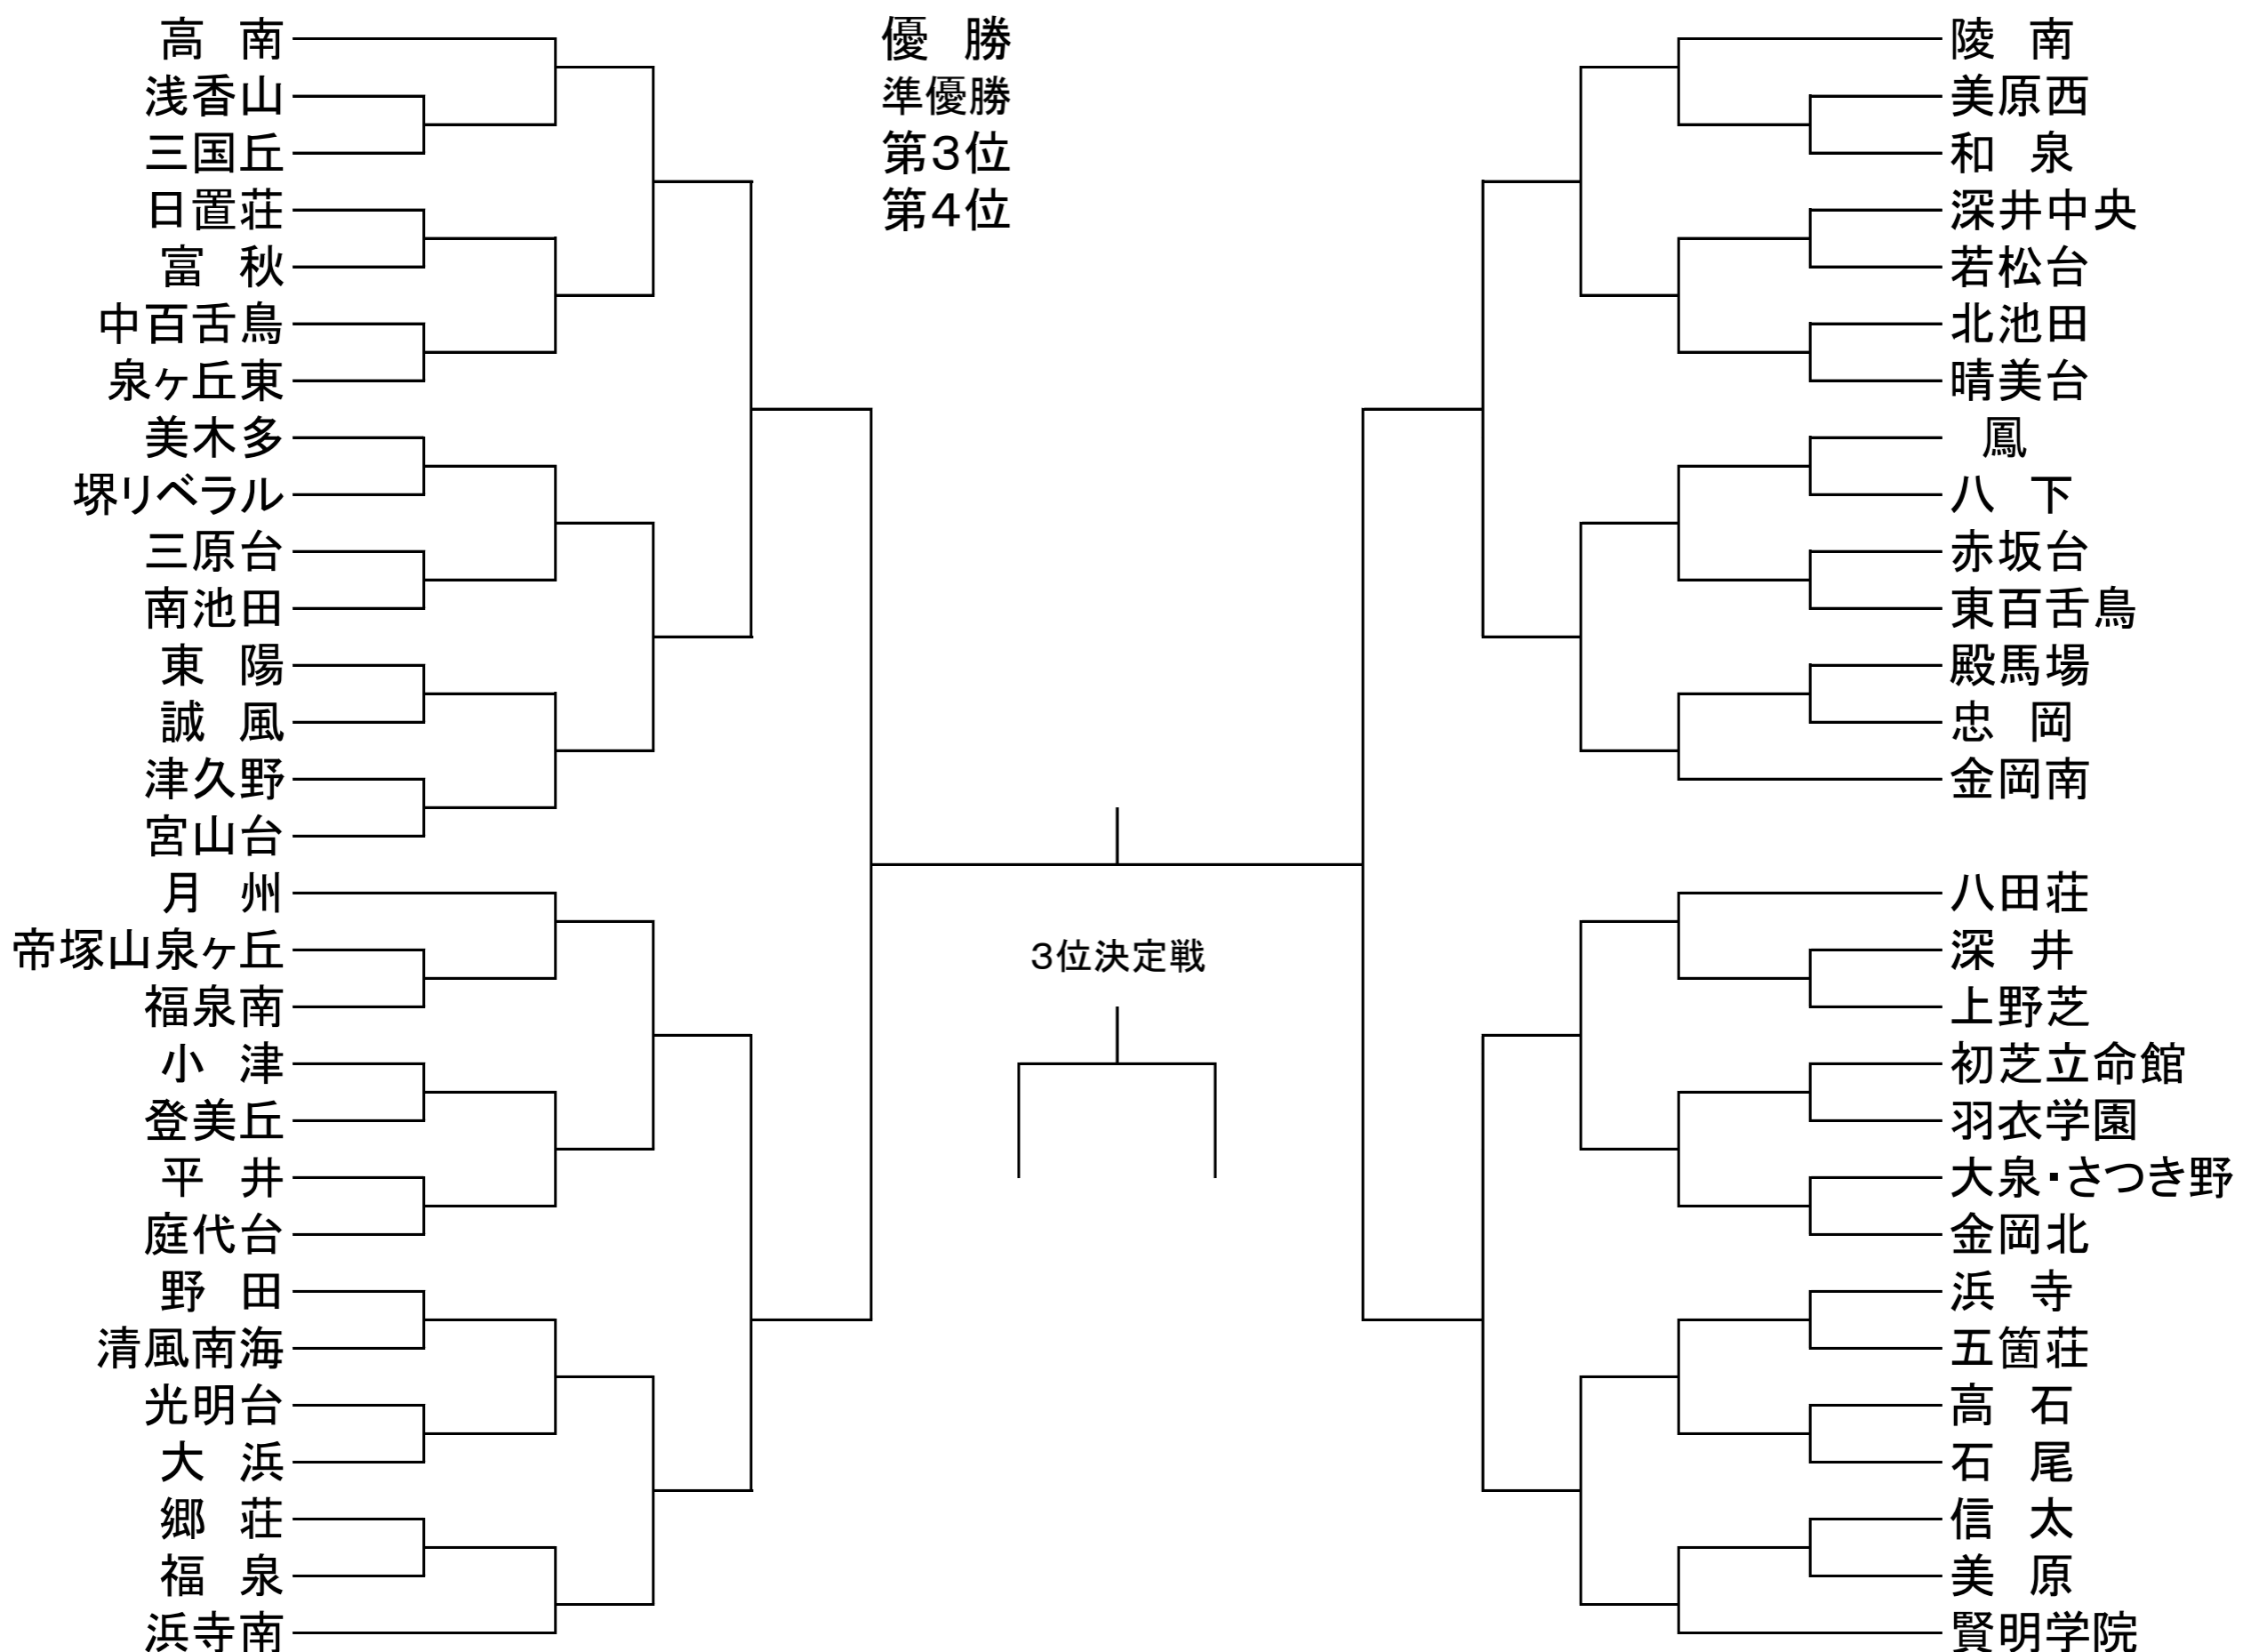 高 南
浅香山
三国丘
日置荘
富 秋
中百舌鳥
泉ヶ丘東
美木多
堺リベラル
三原台
南池田
東 陽
誠 風
津久野
宮山台
月 州
帝塚山泉ヶ丘
福泉南
小 津
登美丘
平 井
庭代台
野 田
清風南海
光明台
大 浜
郷 荘
福 泉
浜寺南
優 勝
準優勝
第3位
第4位
3位決定戦
陵 南
美原西
和 泉
深井中央
若松台
北池田
晴美台
鳳
八 下
赤坂台
東百舌鳥
殿馬場
忠 岡
金岡南
八田荘
深 井
上野芝
初芝立命館
羽衣学園
大泉・さつき野
金岡北
浜 寺
五箇荘
高 石
石 尾
信 太
美 原
賢明学院